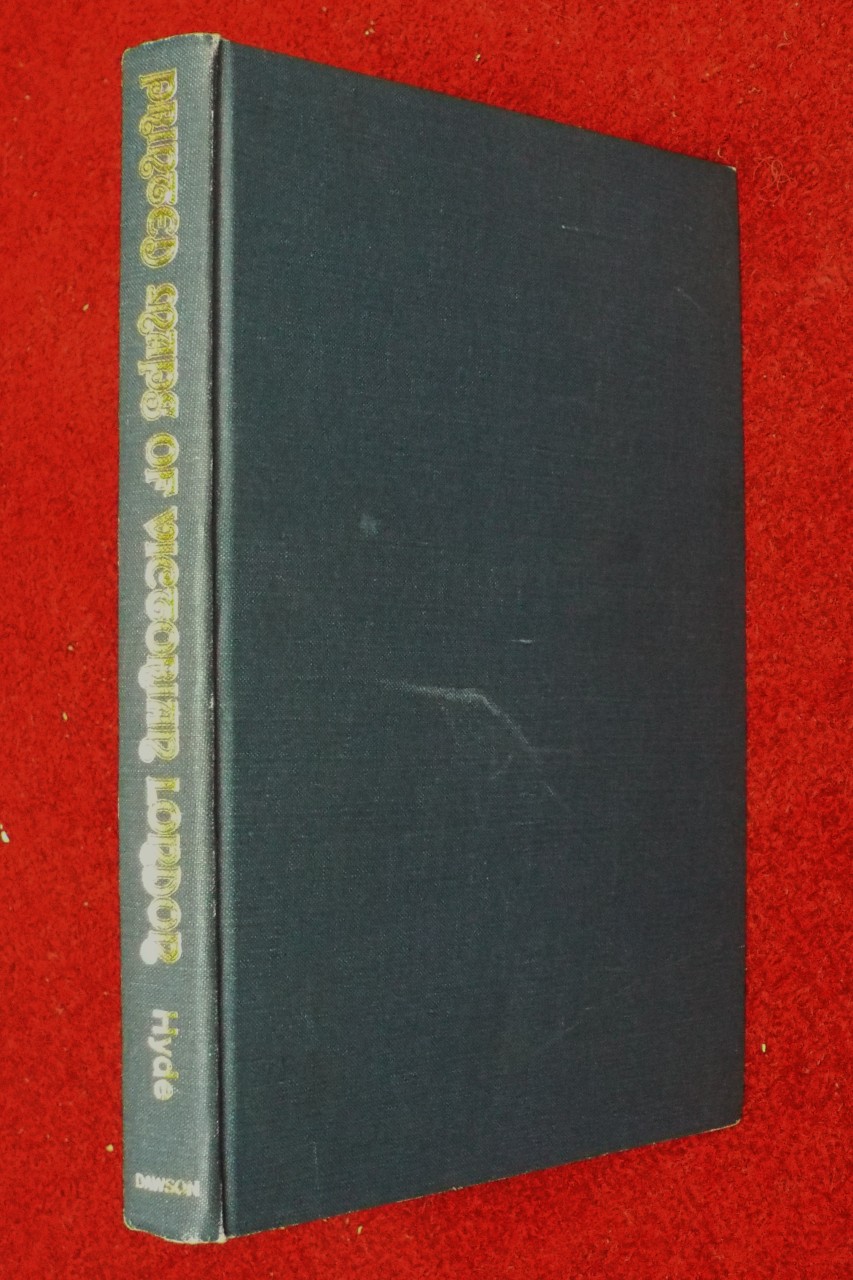 PRINTED MAPS OF VICTORIAN LONDON
Hyde
DAWSON